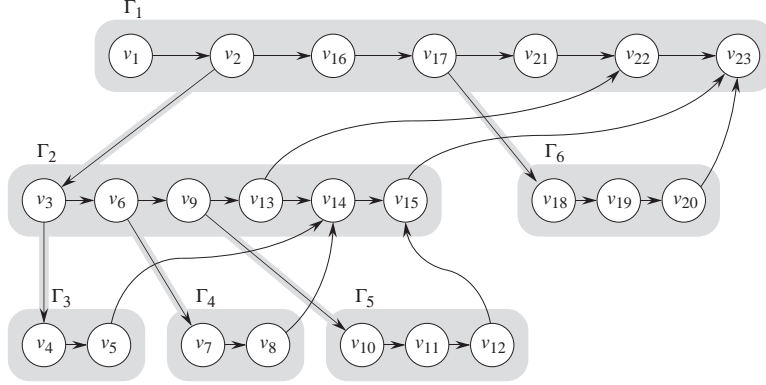 Γ₁
v₁ v₂ v₁₆ v₁₇ v₂₁ v₂₂ v₂₃
Γ₂ Γ₆
v₃ v₆ v₉ v₁₃ v₁₄ v₁₅ v₁₈ v₁₉ v₂₀
Γ₃ Γ₄ Γ₅
v₄ v₅ v₇ v₈ v₁₀ v₁₁ v₁₂